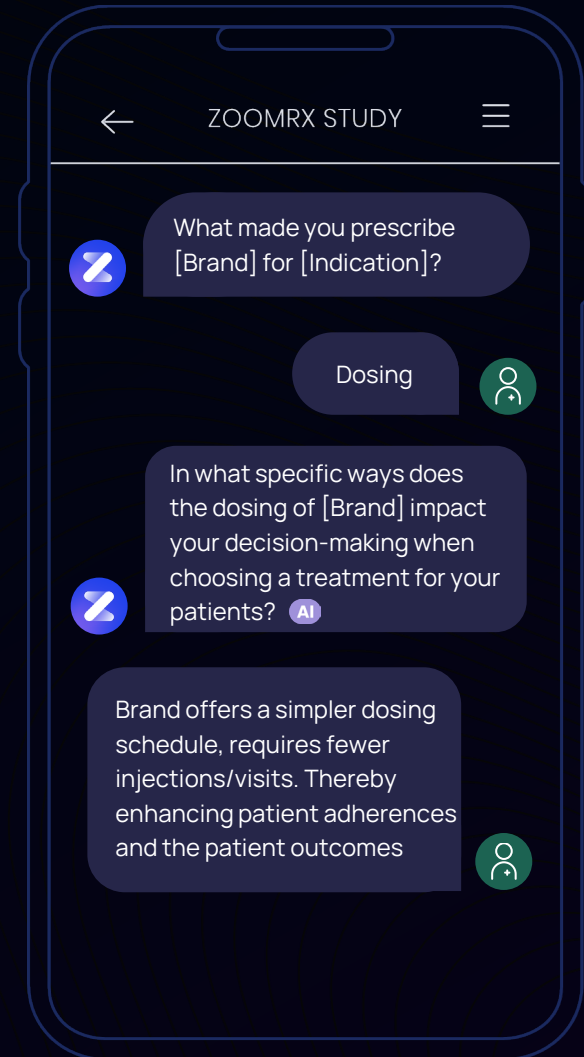 ZOOMRX STUDY
What made you prescribe
[Brand] for [Indication]?
Dosing
In what specific ways does
the dosing of [Brand] impact
your decision-making when
choosing a treatment for your
patients? AI
Brand offers a simpler dosing
schedule, requires fewer
injections/visits. Thereby
enhancing patient adherences
and the patient outcomes